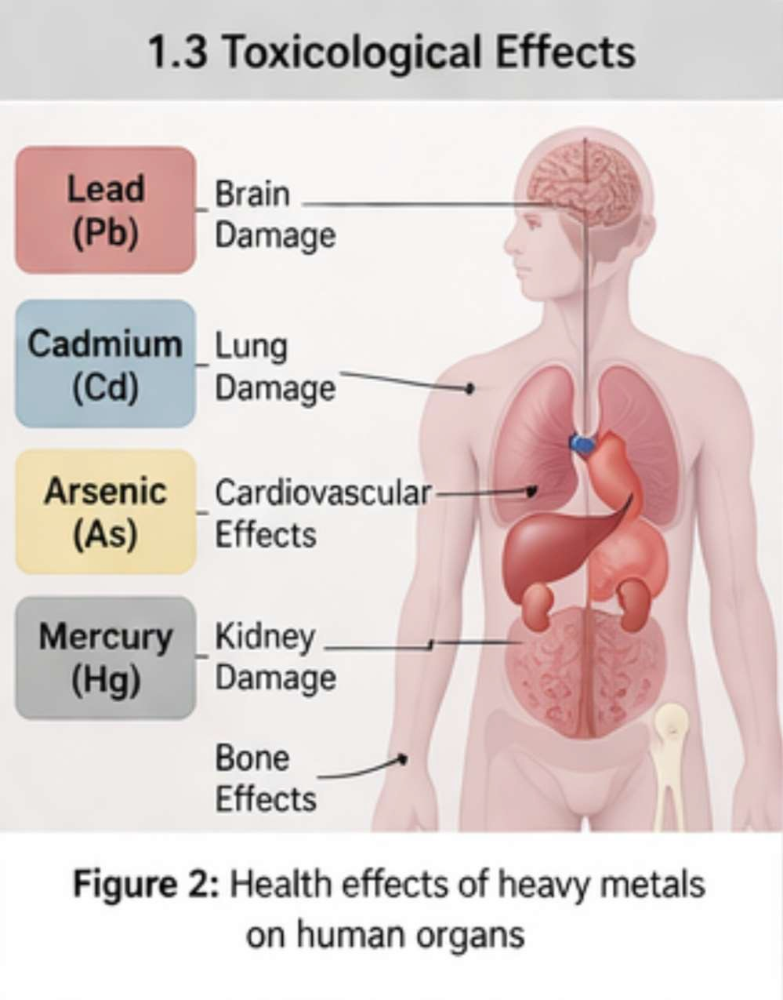 1.3 Toxicological Effects
Lead
(Pb)
Brain
Damage
Cadmium
(Cd)
Lung
Damage
Arsenic
(As)
Cardiovascular
Effects
Mercury
(Hg)
Kidney
Damage
Bone
Effects
Figure 2: Health effects of heavy metals
on human organs